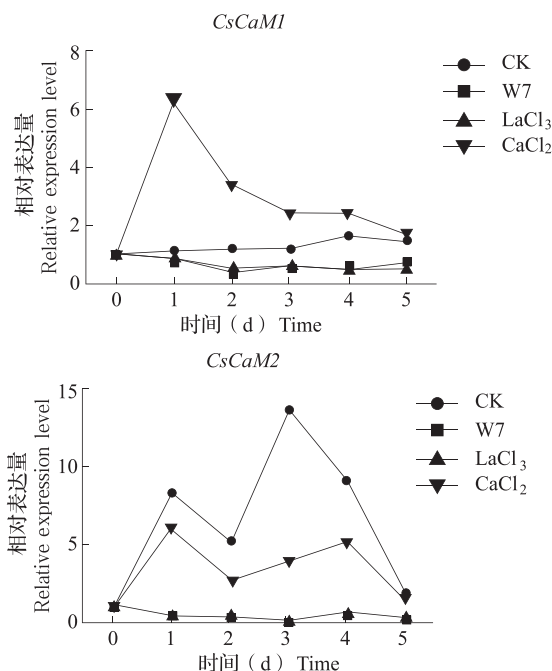 CsCaM1
8
6
4
2
0
相对表达量
Relative expression level
0 1 2 3 4 5
时间（d）Time
CK
W7
LaCl3
CaCl2
CsCaM2
15
10
5
0
相对表达量
Relative expression level
0 1 2 3 4 5
时间（d）Time
CK
W7
LaCl3
CaCl2